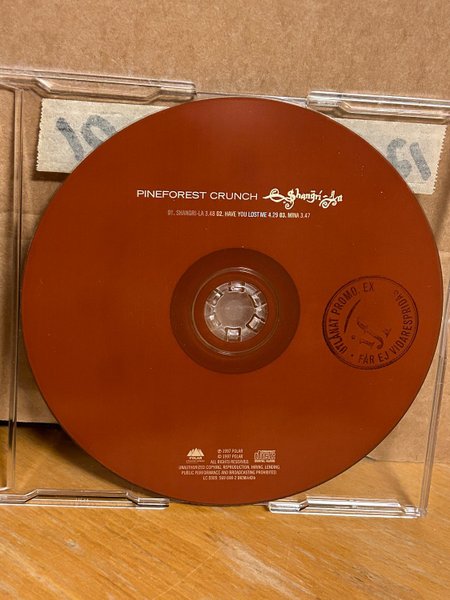 PINEFOREST CRUNCH Shangri-La
01. SHANGRI-LA 3.48 02. HAVE YOU LOST ME 4.29 03. MINA 3.47
UTLÅNAT PROMO. EX
• FÅR EJ VIDARESPRIDAS
POLAR
℗ 1997 POLAR
© 1997 POLAR
ALL RIGHTS RESERVED.
UNAUTHORIZED COPYING, REPRODUCTION, HIRING, LENDING
PUBLIC PERFORMANCE AND BROADCASTING PROHIBITED.